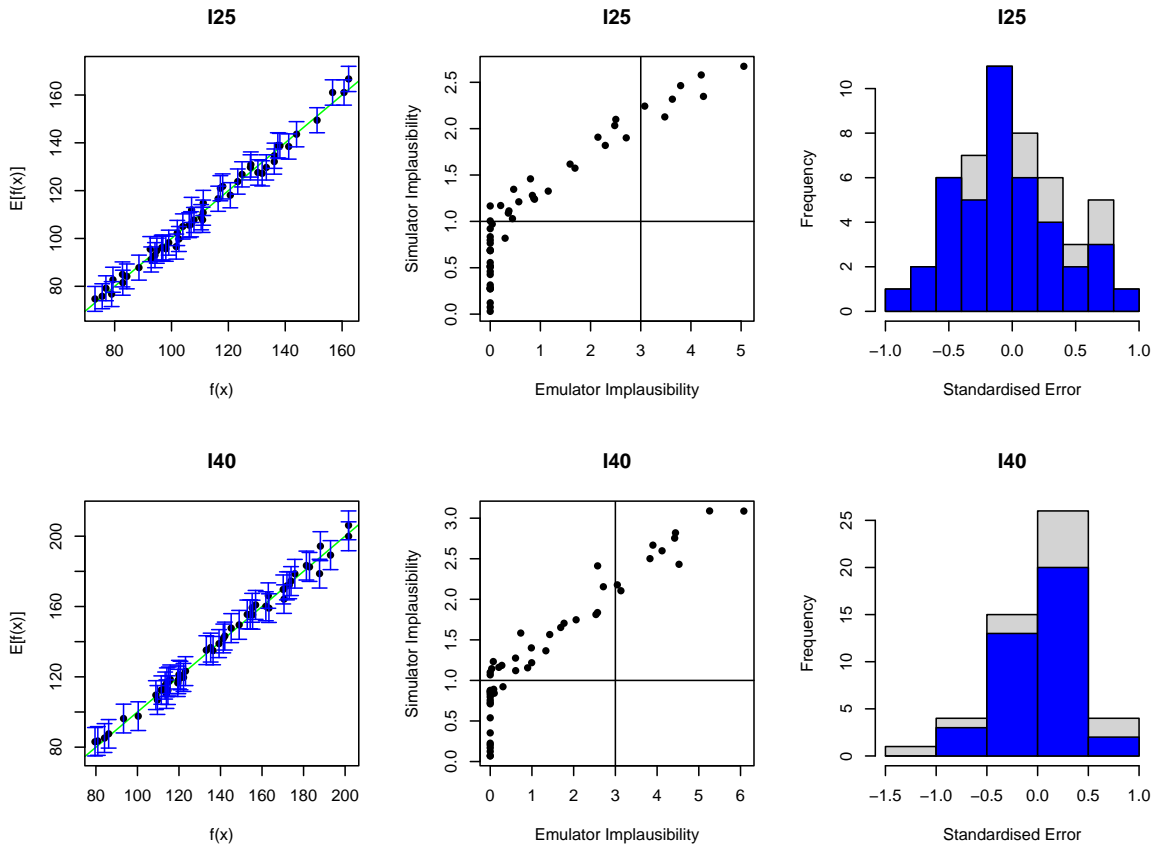 I25
E[f(x)]
160
140
120
100
80
80 100 120 140 160
f(x)
I25
Simulator Implausibility
2.5
2.0
1.5
1.0
0.5
0.0
0 1 2 3 4 5
Emulator Implausibility
I25
Frequency
10
8
6
4
2
0
−1.0 −0.5 0.0 0.5 1.0
Standardised Error
I40
E[f(x)]
200
160
120
80
80 100 120 140 160 180 200
f(x)
I40
Simulator Implausibility
3.0
2.5
2.0
1.5
1.0
0.5
0.0
0 1 2 3 4 5 6
Emulator Implausibility
I40
Frequency
25
20
15
10
5
0
−1.5 −1.0 −0.5 0.0 0.5 1.0
Standardised Error